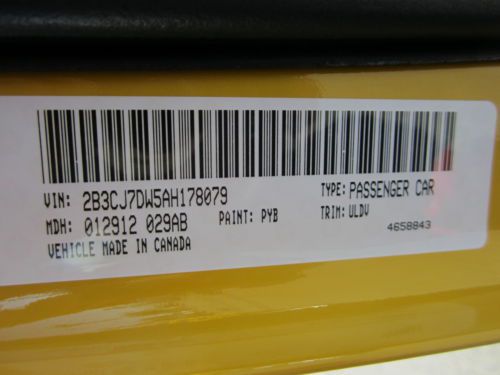 VIN: 2B3CJ7DW5AH178079 TYPE: PASSENGER CAR
MDH: 012912 029AB PAINT: PYB TRIM: ULDV
VEHICLE MADE IN CANADA 4658843